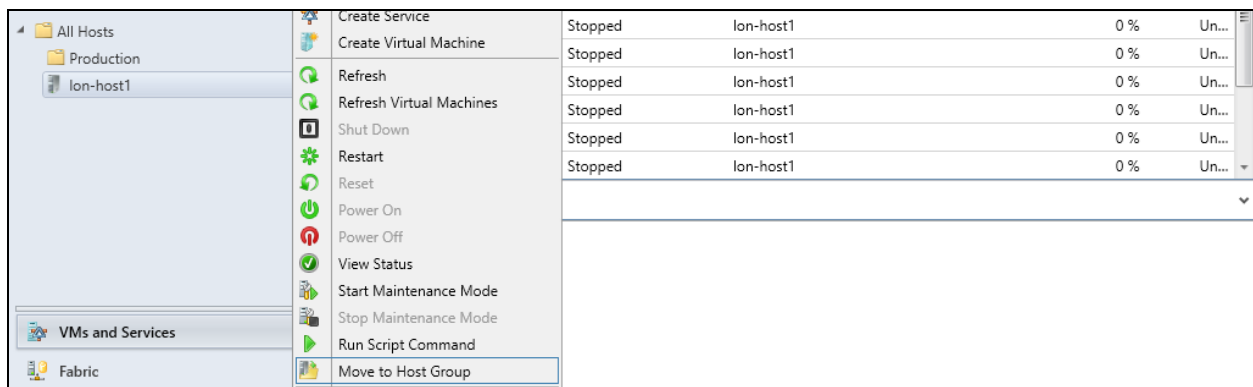 All Hosts
Production
lon-host1
VMs and Services
Fabric
Create Service
Create Virtual Machine
Refresh
Refresh Virtual Machines
Shut Down
Restart
Reset
Power On
Power Off
View Status
Start Maintenance Mode
Stop Maintenance Mode
Run Script Command
Move to Host Group
Stopped lon-host1 0 % Un...
Stopped lon-host1 0 % Un...
Stopped lon-host1 0 % Un...
Stopped lon-host1 0 % Un...
Stopped lon-host1 0 % Un...
Stopped lon-host1 0 % Un...